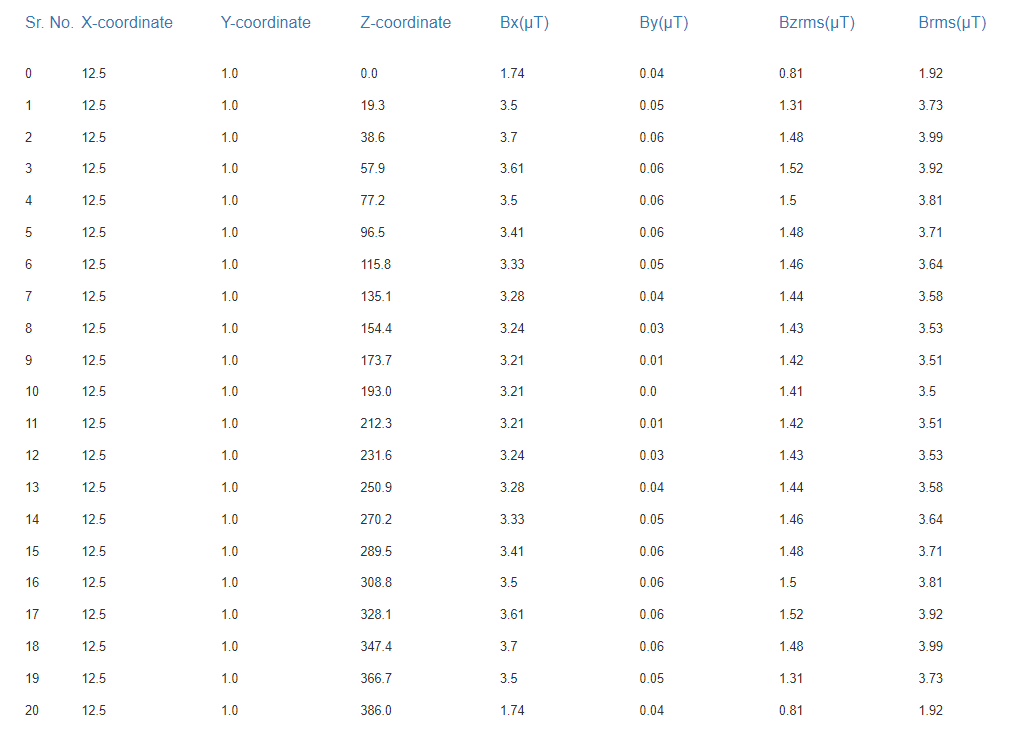 Sr. No. X-coordinate Y-coordinate Z-coordinate Bx(µT) By(µT) Bzrms(µT) Brms(µT)
0 12.5 1.0 0.0 1.74 0.04 0.81 1.92
1 12.5 1.0 19.3 3.5 0.05 1.31 3.73
2 12.5 1.0 38.6 3.7 0.06 1.48 3.99
3 12.5 1.0 57.9 3.61 0.06 1.52 3.92
4 12.5 1.0 77.2 3.5 0.06 1.5 3.81
5 12.5 1.0 96.5 3.41 0.06 1.48 3.71
6 12.5 1.0 115.8 3.33 0.05 1.46 3.64
7 12.5 1.0 135.1 3.28 0.04 1.44 3.58
8 12.5 1.0 154.4 3.24 0.03 1.43 3.53
9 12.5 1.0 173.7 3.21 0.01 1.42 3.51
10 12.5 1.0 193.0 3.21 0.0 1.41 3.5
11 12.5 1.0 212.3 3.21 0.01 1.42 3.51
12 12.5 1.0 231.6 3.24 0.03 1.43 3.53
13 12.5 1.0 250.9 3.28 0.04 1.44 3.58
14 12.5 1.0 270.2 3.33 0.05 1.46 3.64
15 12.5 1.0 289.5 3.41 0.06 1.48 3.71
16 12.5 1.0 308.8 3.5 0.06 1.5 3.81
17 12.5 1.0 328.1 3.61 0.06 1.52 3.92
18 12.5 1.0 347.4 3.7 0.06 1.48 3.99
19 12.5 1.0 366.7 3.5 0.05 1.31 3.73
20 12.5 1.0 386.0 1.74 0.04 0.81 1.92